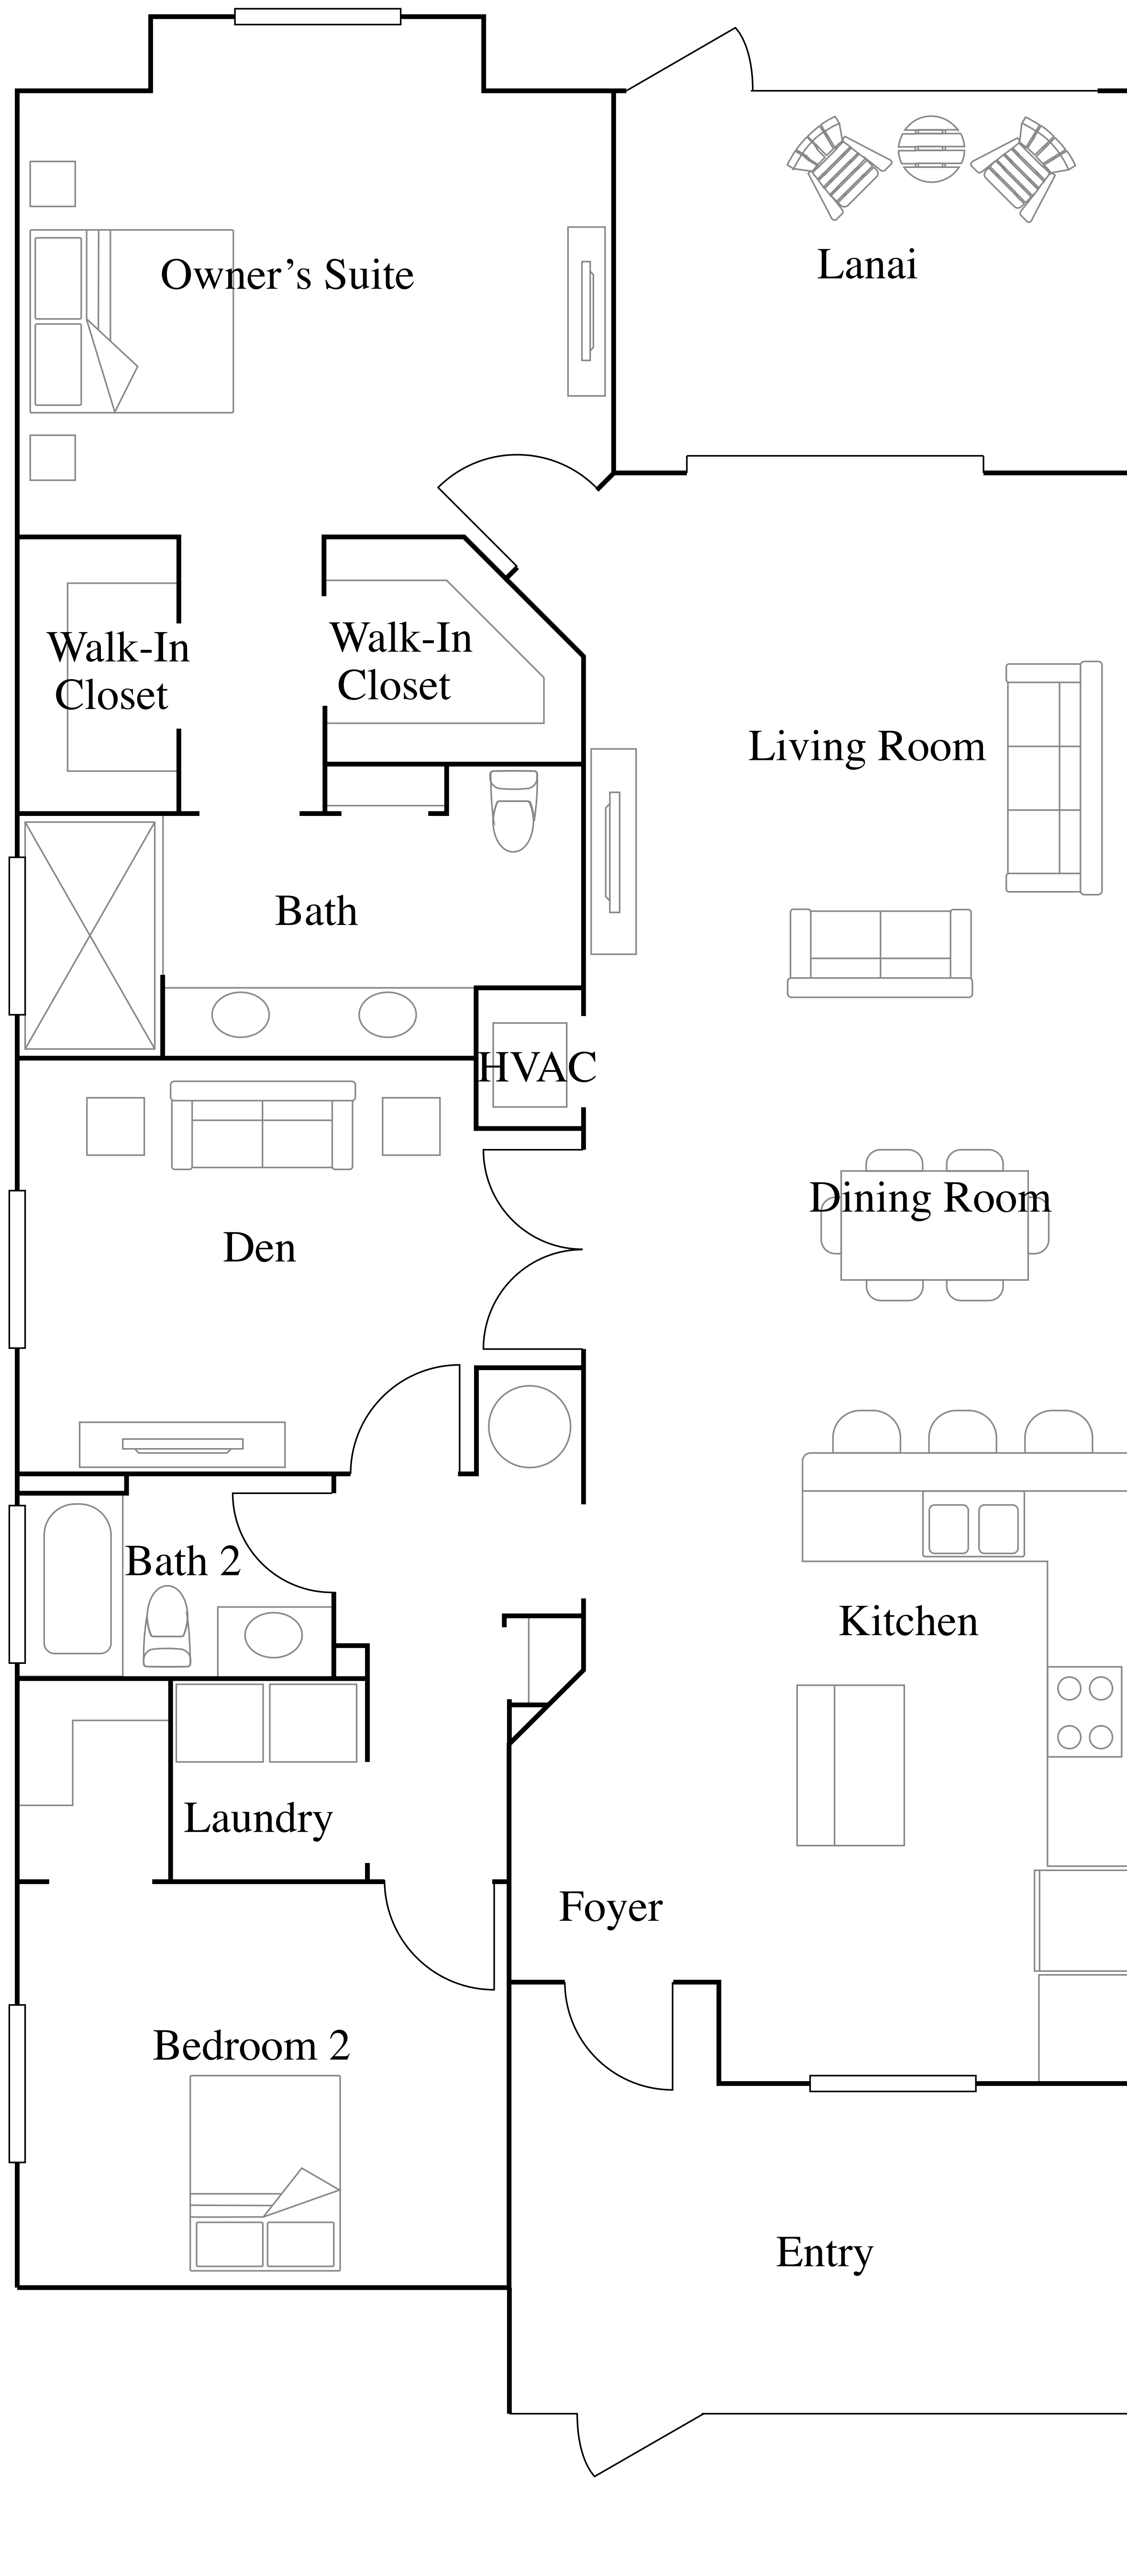 Owner’s Suite
Lanai
Walk-In
Closet
Walk-In
Closet
Living Room
Bath
HVAC
Dining Room
Den
Bath 2
Kitchen
Laundry
Foyer
Bedroom 2
Entry